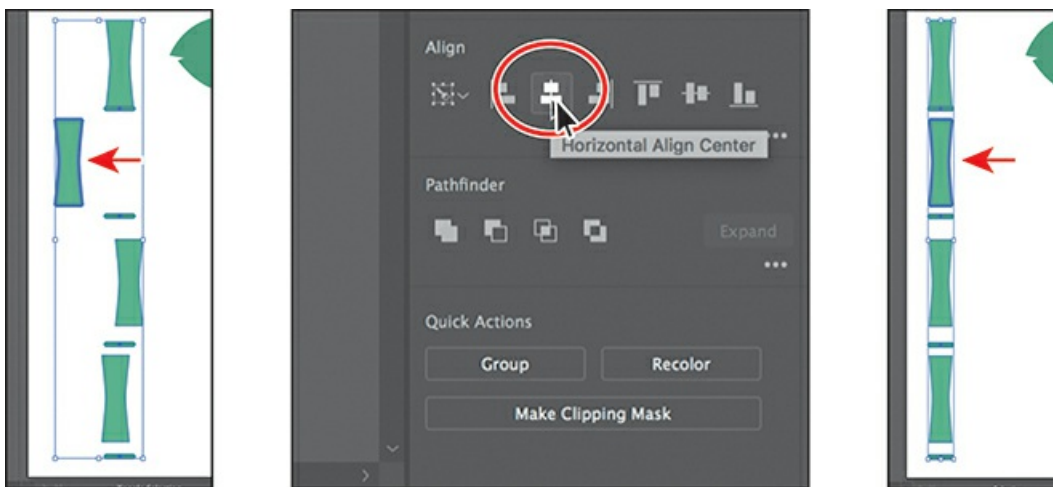 Align
Horizontal Align Center
Pathfinder
Expand
Quick Actions
Group
Recolor
Make Clipping Mask